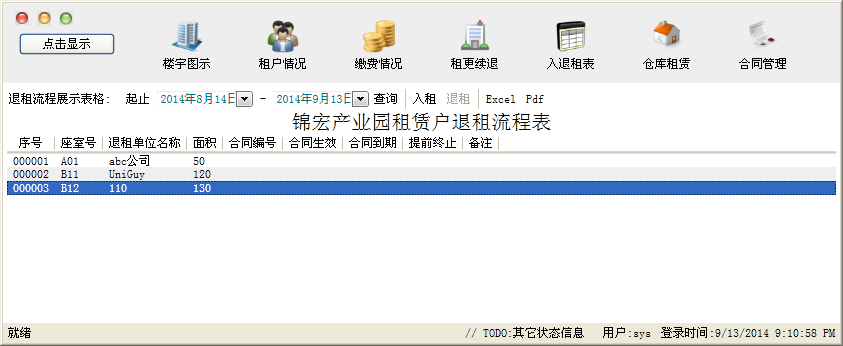 点击显示
楼宇图示 租户情况 缴费情况 租更续退 入退租表 仓库租赁 合同管理
退租流程展示表格: 起止 2014年8月14日 - 2014年9月13日 查询 入租 退租 Excel Pdf
锦宏产业园租赁户退租流程表
序号 座室号 退租单位名称 面积 合同编号 合同生效 合同到期 提前终止 备注
000001 A01 abc公司 50
000002 B11 UniGuy 120
000003 B12 110 130
就绪 // TODO:其它状态信息 用户:sys 登录时间:9/13/2014 9:10:58 PM